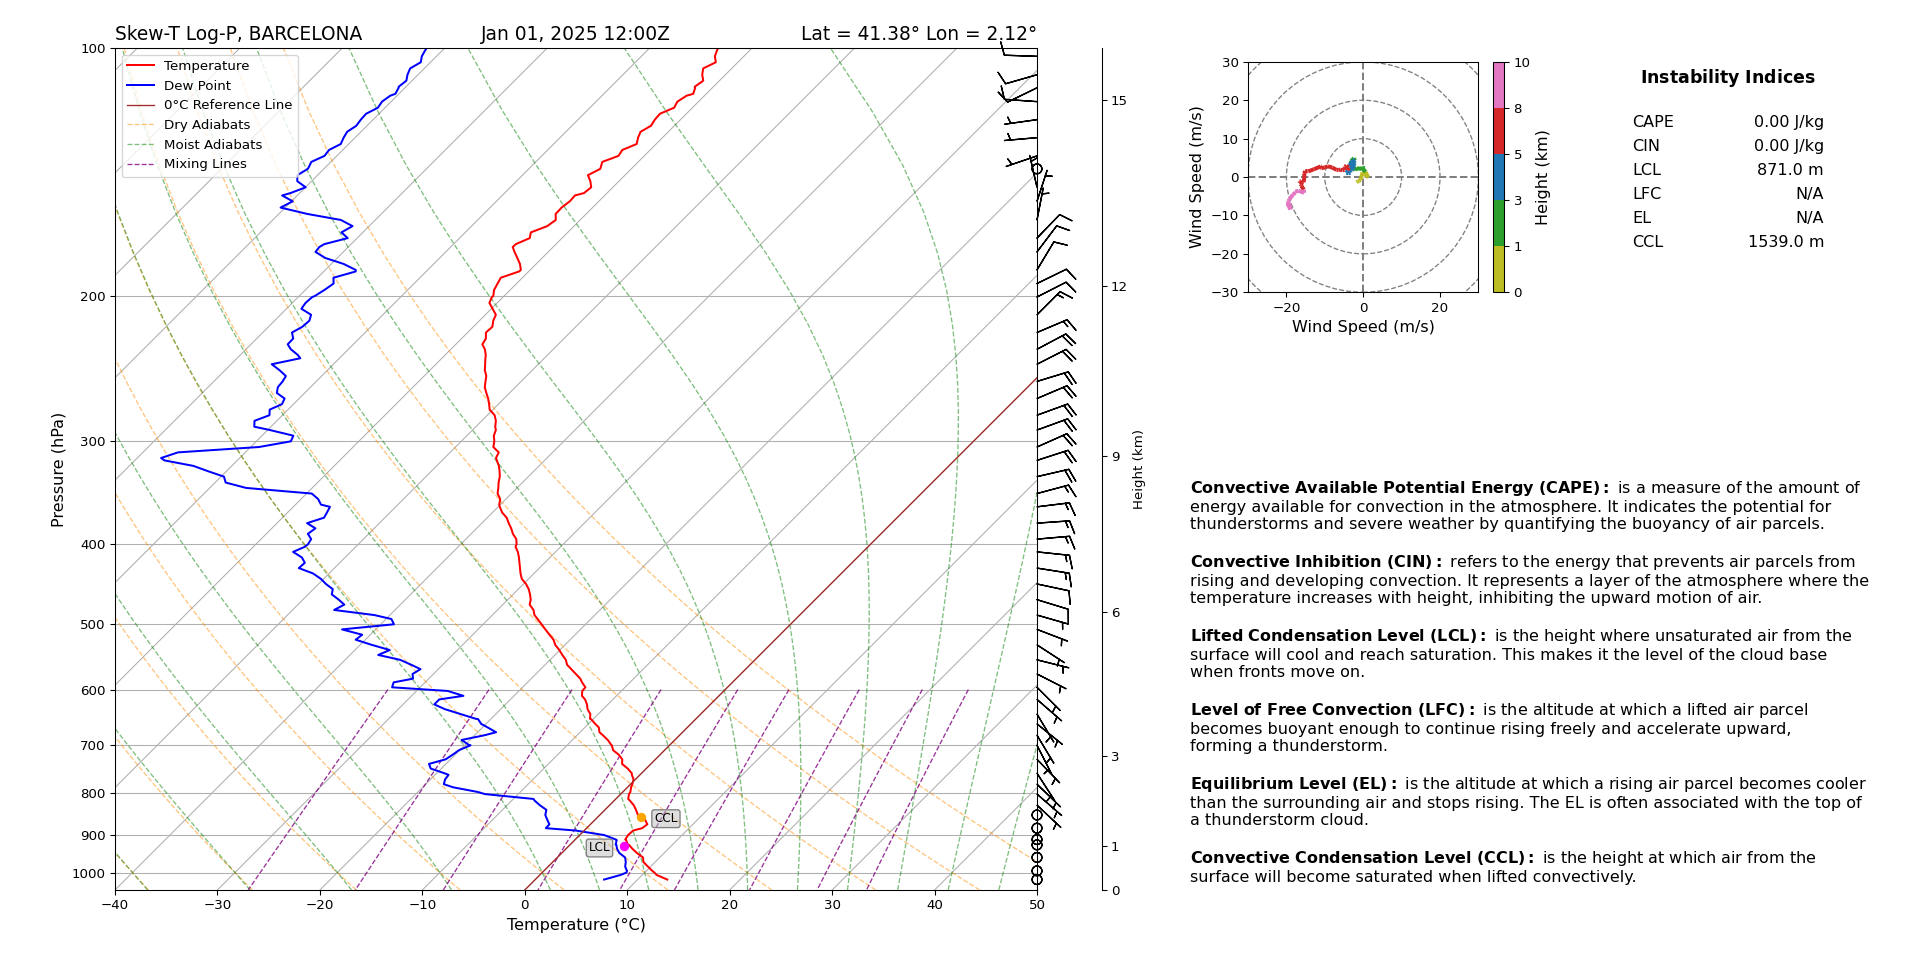 Skew-T Log-P, BARCELONA Jan 01, 2025 12:00Z Lat = 41.38° Lon = 2.12°
Temperature
Dew Point
0°C Reference Line
Dry Adiabats
Moist Adiabats
Mixing Lines
100
200
300
400
500
600
700
800
900
1000
Pressure (hPa)
−40 −30 −20 −10 0 10 20 30 40 50
Temperature (°C)
CCL
LCL
15
12
9
6
3
1
0
Height (km)
30
20
10
0
−10
−20
−30
Wind Speed (m/s)
−20 0 20
Wind Speed (m/s)
10
8
5
3
1
0
Height (km)
Instability Indices
CAPE 0.00 J/kg
CIN 0.00 J/kg
LCL 871.0 m
LFC N/A
EL N/A
CCL 1539.0 m
Convective Available Potential Energy (CAPE): is a measure of the amount of
energy available for convection in the atmosphere. It indicates the potential for
thunderstorms and severe weather by quantifying the buoyancy of air parcels.
Convective Inhibition (CIN): refers to the energy that prevents air parcels from
rising and developing convection. It represents a layer of the atmosphere where the
temperature increases with height, inhibiting the upward motion of air.
Lifted Condensation Level (LCL): is the height where unsaturated air from the
surface will cool and reach saturation. This makes it the level of the cloud base
when fronts move on.
Level of Free Convection (LFC): is the altitude at which a lifted air parcel
becomes buoyant enough to continue rising freely and accelerate upward,
forming a thunderstorm.
Equilibrium Level (EL): is the altitude at which a rising air parcel becomes cooler
than the surrounding air and stops rising. The EL is often associated with the top of
a thunderstorm cloud.
Convective Condensation Level (CCL): is the height at which air from the
surface will become saturated when lifted convectively.